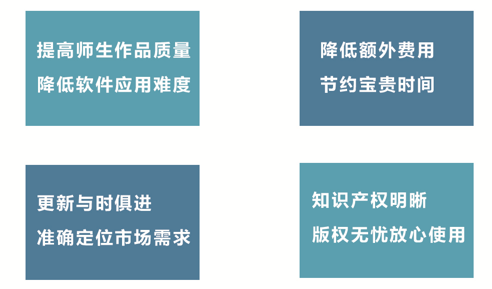 提高师生作品质量
降低软件应用难度
降低额外费用
节约宝贵时间
更新与时俱进
准确定位市场需求
知识产权明晰
版权无忧放心使用